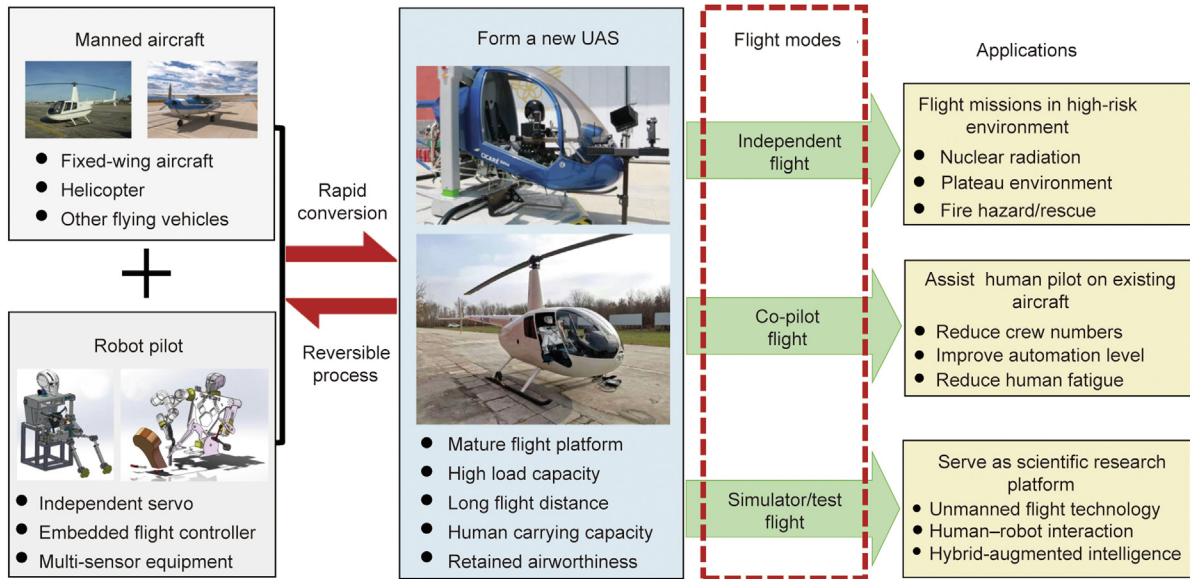 Manned aircraft
Fixed-wing aircraft
Helicopter
Other flying vehicles
Robot pilot
Independent servo
Embedded flight controller
Multi-sensor equipment
Rapid
conversion
Reversible
process
Form a new UAS
CICARÉ
Mature flight platform
High load capacity
Long flight distance
Human carrying capacity
Retained airworthiness
Flight modes
Independent
flight
Co-pilot
flight
Simulator/test
flight
Applications
Flight missions in high-risk
environment
Nuclear radiation
Plateau environment
Fire hazard/rescue
Assist human pilot on existing
aircraft
Reduce crew numbers
Improve automation level
Reduce human fatigue
Serve as scientific research
platform
Unmanned flight technology
Human–robot interaction
Hybrid-augmented intelligence